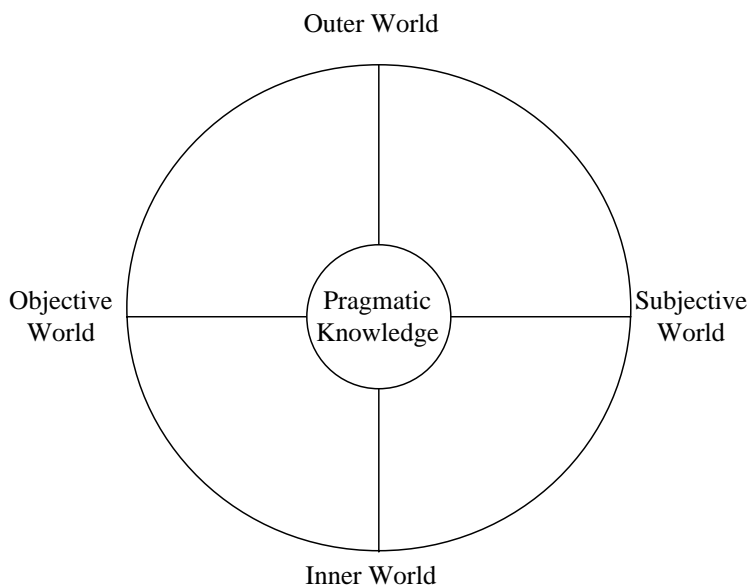 Outer World
Objective
World
Pragmatic
Knowledge
Subjective
World
Inner World